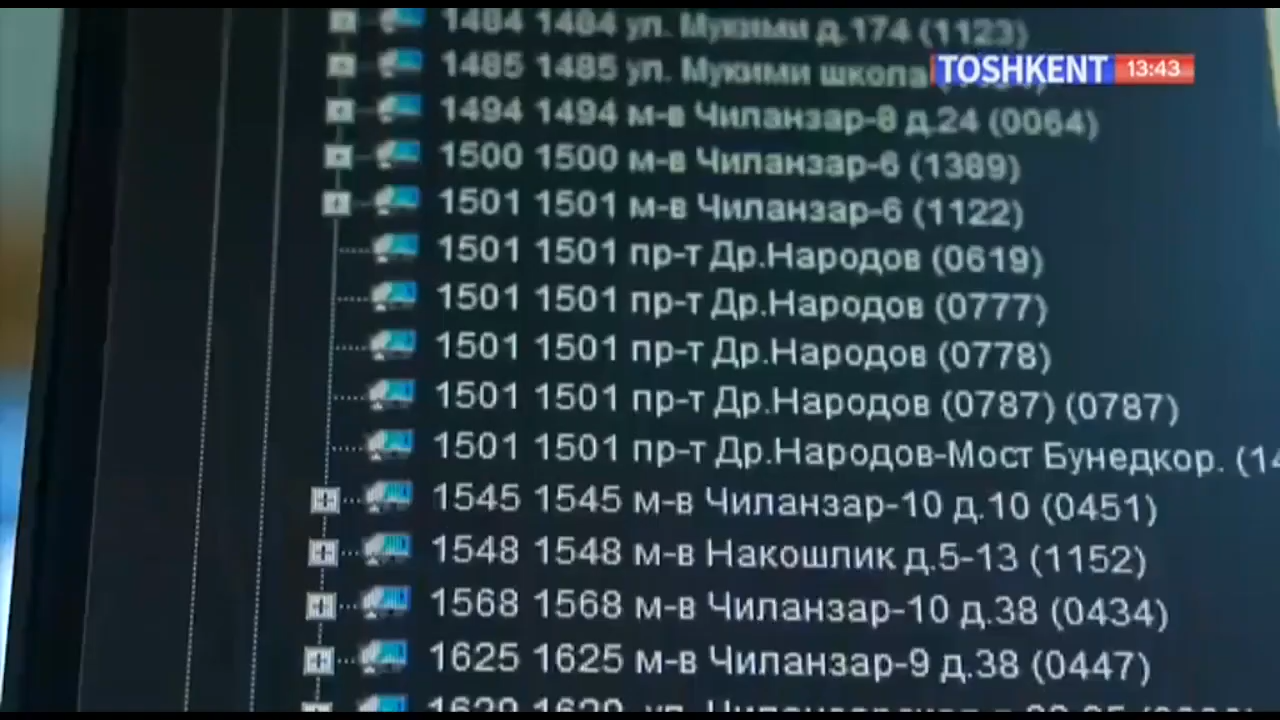 1484 1484 ул. Мукими д.174 (1123)
1485 1485 ул. Мукими школа
TOSHKENT 13:43
1494 1494 м-в Чиланзар-8 д.24 (0064)
1500 1500 м-в Чиланзар-6 (1389)
1501 1501 м-в Чиланзар-6 (1122)
1501 1501 пр-т Др.Народов (0619)
1501 1501 пр-т Др.Народов (0777)
1501 1501 пр-т Др.Народов (0778)
1501 1501 пр-т Др.Народов (0787) (0787)
1501 1501 пр-т Др.Народов-Мост Бунедкор. (14
1545 1545 м-в Чиланзар-10 д.10 (0451)
1548 1548 м-в Накошлик д.5-13 (1152)
1568 1568 м-в Чиланзар-10 д.38 (0434)
1625 1625 м-в Чиланзар-9 д.38 (0447)